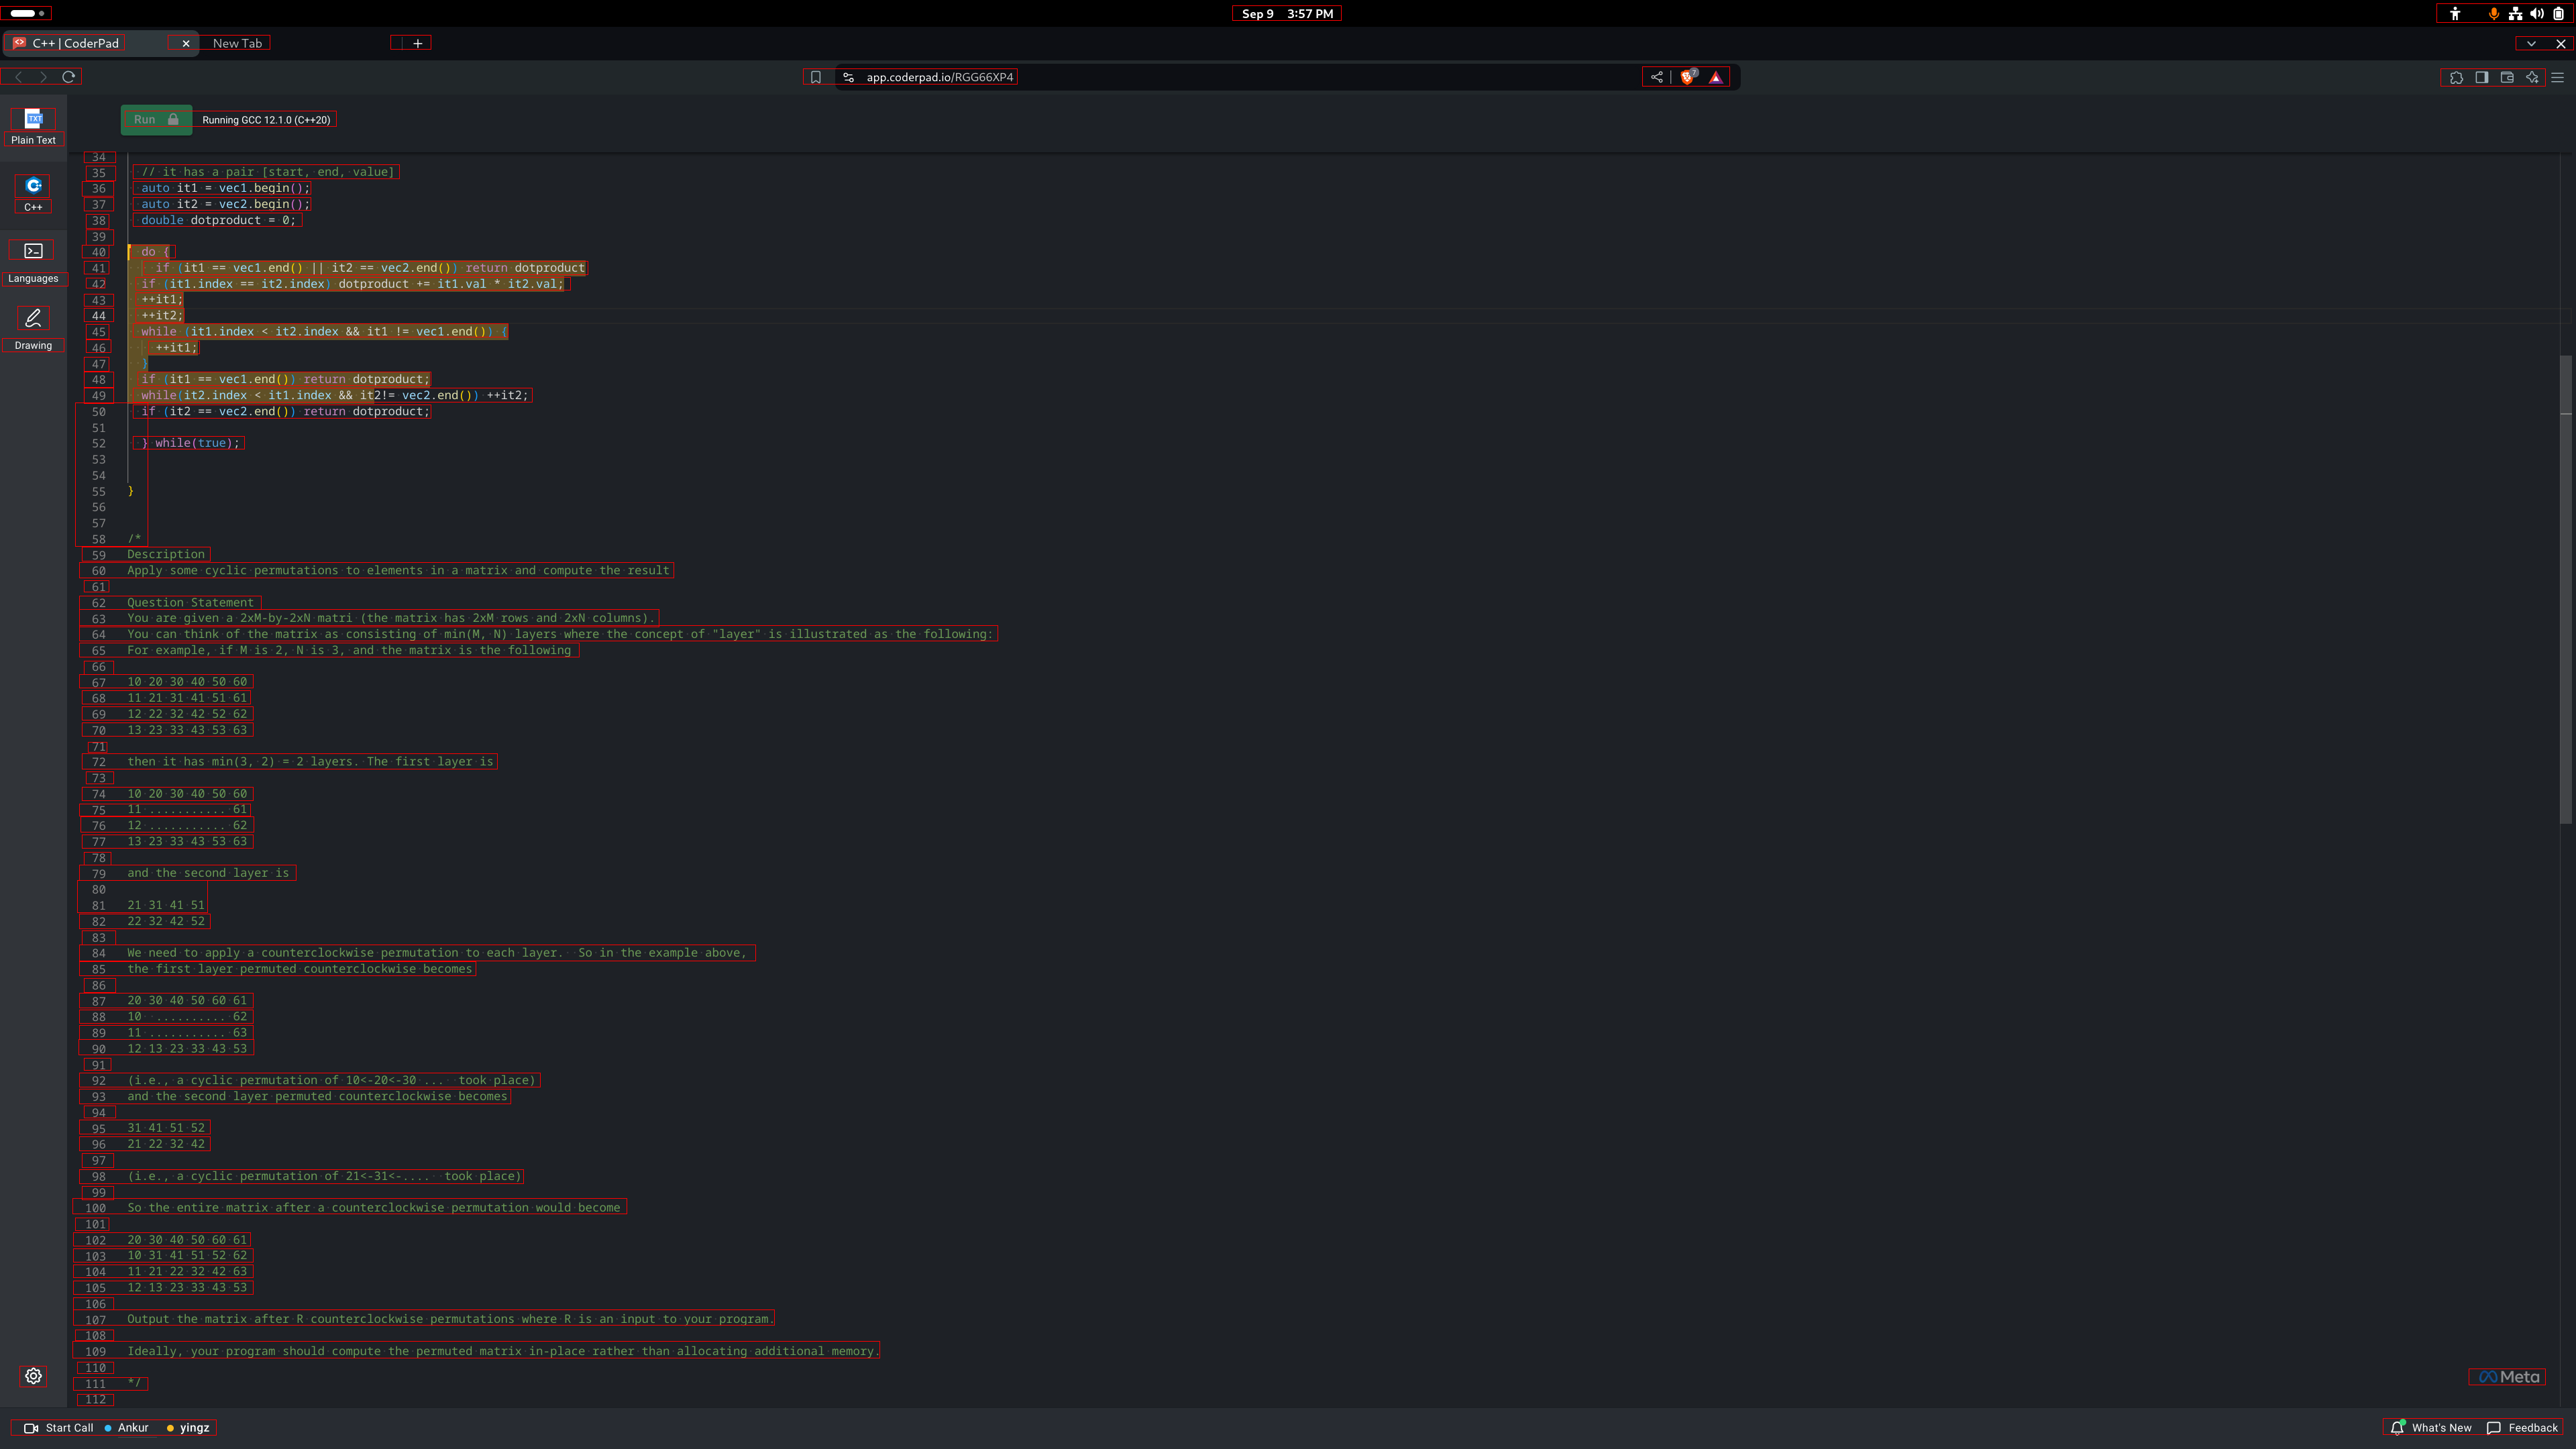 Sep 9 3:57 PM
C++ | CoderPad
New Tab
app.coderpad.io/RGG66XP4
Plain Text
C++
Languages
Drawing
Run
Running GCC 12.1.0 (C++20)
34
35 // it has a pair [start, end, value]
36 auto it1 = vec1.begin();
37 auto it2 = vec2.begin();
38 double dotproduct = 0;
39
40 do {
41 if (it1 == vec1.end() || it2 == vec2.end()) return dotproduct
42 if (it1.index == it2.index) dotproduct += it1.val * it2.val;
43 ++it1;
44 ++it2;
45 while (it1.index < it2.index && it1 != vec1.end()) {
46 ++it1;
47 }
48 if (it1 == vec1.end()) return dotproduct;
49 while(it2.index < it1.index && it2!= vec2.end()) ++it2;
50 if (it2 == vec2.end()) return dotproduct;
51
52 } while(true);
53
54
55 }
56
57
58 /*
59 Description
60 Apply some cyclic permutations to elements in a matrix and compute the result
61
62 Question Statement
63 You are given a 2xM-by-2xN matri (the matrix has 2xM rows and 2xN columns).
64 You can think of the matrix as consisting of min(M, N) layers where the concept of "layer" is illustrated as the following:
65 For example, if M is 2, N is 3, and the matrix is the following
66
67 10 20 30 40 50 60
68 11 21 31 41 51 61
69 12 22 32 42 52 62
70 13 23 33 43 53 63
71
72 then it has min(3, 2) = 2 layers. The first layer is
73
74 10 20 30 40 50 60
75 11 ........... 61
76 12 ........... 62
77 13 23 33 43 53 63
78
79 and the second layer is
80
81 21 31 41 51
82 22 32 42 52
83
84 We need to apply a counterclockwise permutation to each layer.  So in the example above,
85 the first layer permuted counterclockwise becomes
86
87 20 30 40 50 60 61
88 10  .......... 62
89 11 ........... 63
90 12 13 23 33 43 53
91
92 (i.e., a cyclic permutation of 10<-20<-30 ...  took place)
93 and the second layer permuted counterclockwise becomes
94
95 31 41 51 52
96 21 22 32 42
97
98 (i.e., a cyclic permutation of 21<-31<-....  took place)
99
100 So the entire matrix after a counterclockwise permutation would become
101
102 20 30 40 50 60 61
103 10 31 41 51 52 62
104 11 21 22 32 42 63
105 12 13 23 33 43 53
106
107 Output the matrix after R counterclockwise permutations where R is an input to your program.
108
109 Ideally, your program should compute the permuted matrix in-place rather than allocating additional memory.
110
111 */
112
Meta
Start Call Ankur yingz
What's New Feedback